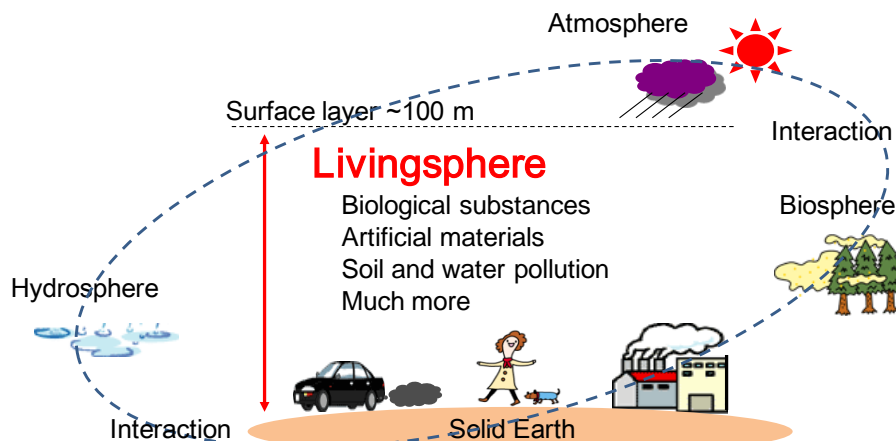 Atmosphere
Surface layer ~100 m
Interaction
Livingsphere
Biological substances
Biosphere
Artificial materials
Soil and water pollution
Hydrosphere
Much more
Interaction
Solid Earth